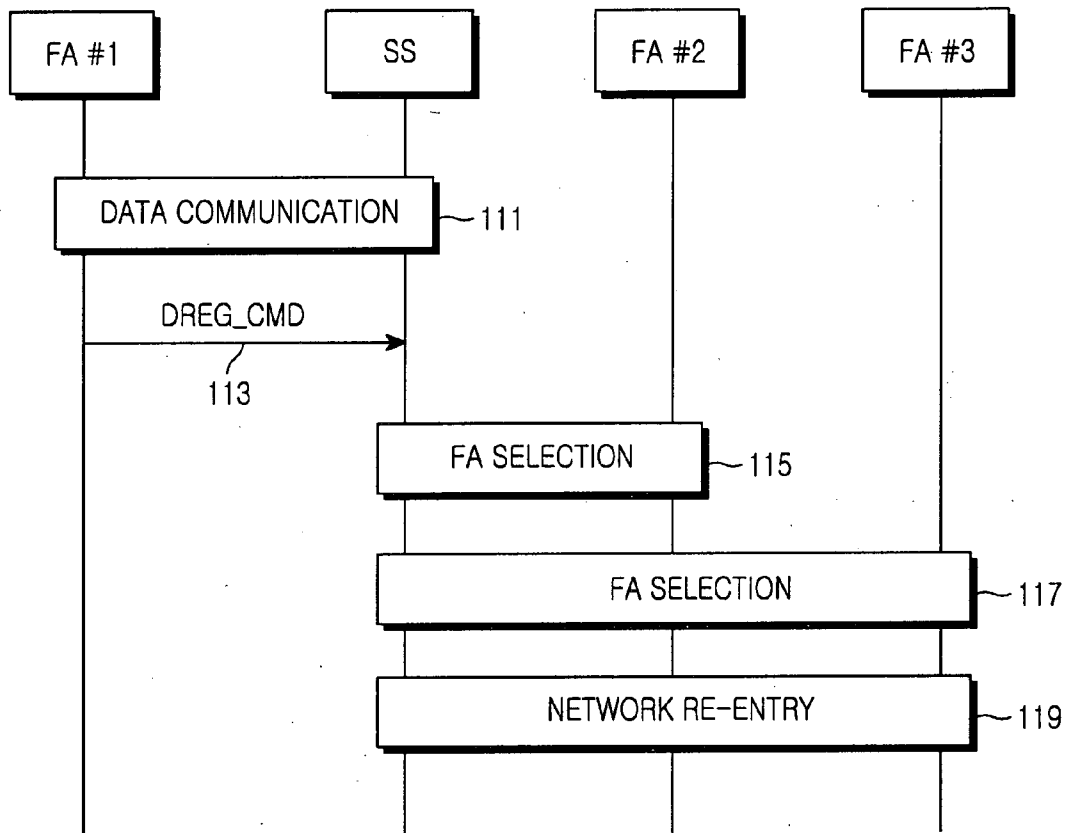 FA #1
SS
FA #2
FA #3
DATA COMMUNICATION
111
DREG_CMD
113
FA SELECTION
115
FA SELECTION
117
NETWORK RE-ENTRY
119